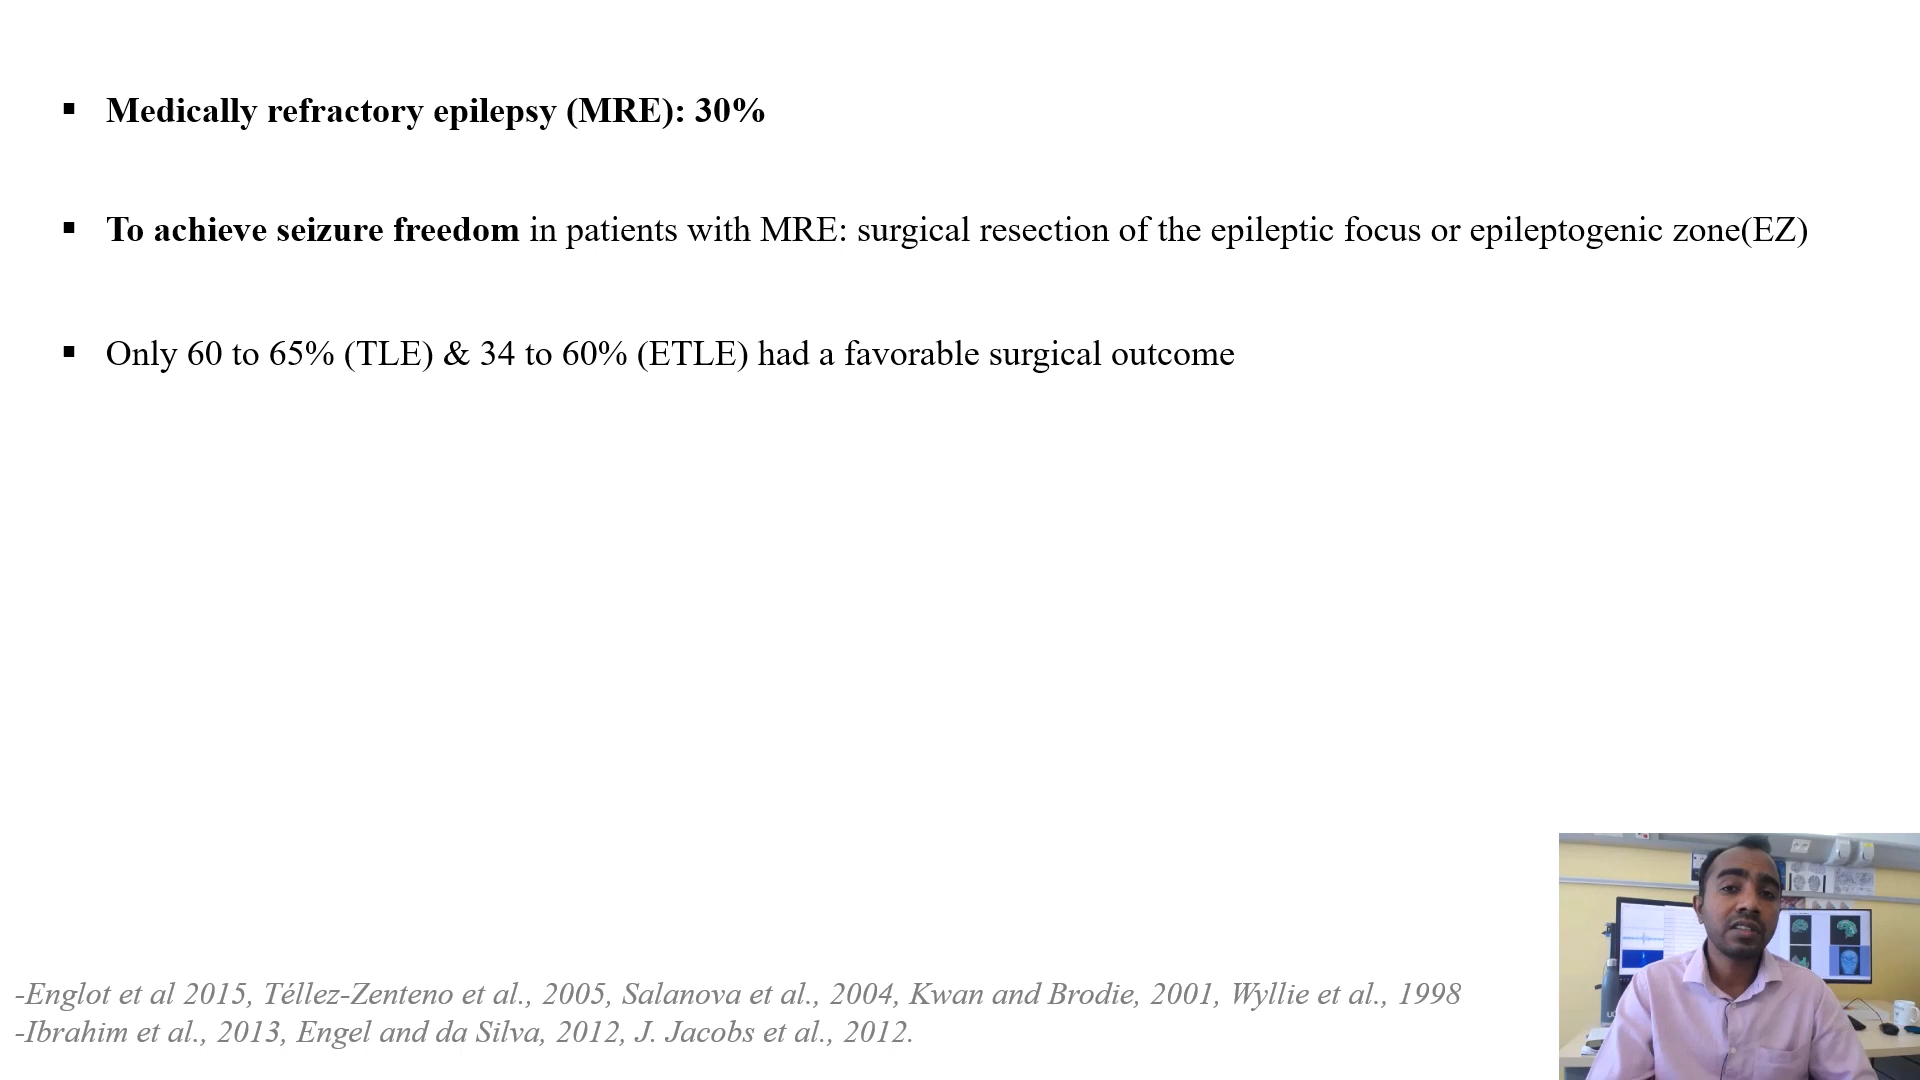 ▪ Medically refractory epilepsy (MRE): 30%
▪ To achieve seizure freedom in patients with MRE: surgical resection of the epileptic focus or epileptogenic zone(EZ)
▪ Only 60 to 65% (TLE) & 34 to 60% (ETLE) had a favorable surgical outcome
-Englot et al 2015, Téllez-Zenteno et al., 2005, Salanova et al., 2004, Kwan and Brodie, 2001, Wyllie et al., 1998
-Ibrahim et al., 2013, Engel and da Silva, 2012, J. Jacobs et al., 2012.